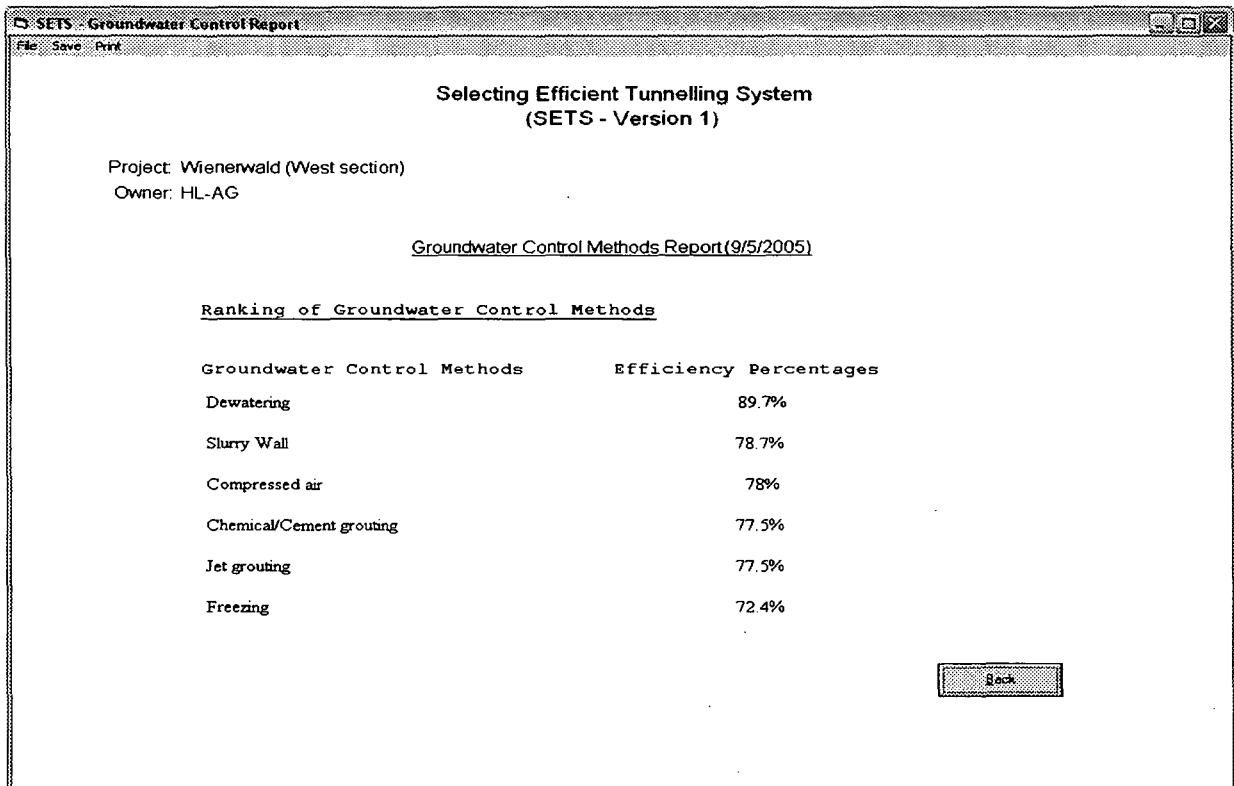 SETS - Groundwater Control Report
File Save Print
Selecting Efficient Tunnelling System
(SETS - Version 1)
Project: Wienerwald (West section)
Owner: HL-AG
Groundwater Control Methods Report (9/5/2005)
Ranking of Groundwater Control Methods
Groundwater Control Methods Efficiency Percentages
Dewatering 89.7%
Slurry Wall 78.7%
Compressed air 78%
Chemical/Cement grouting 77.5%
Jet grouting 77.5%
Freezing 72.4%
Back